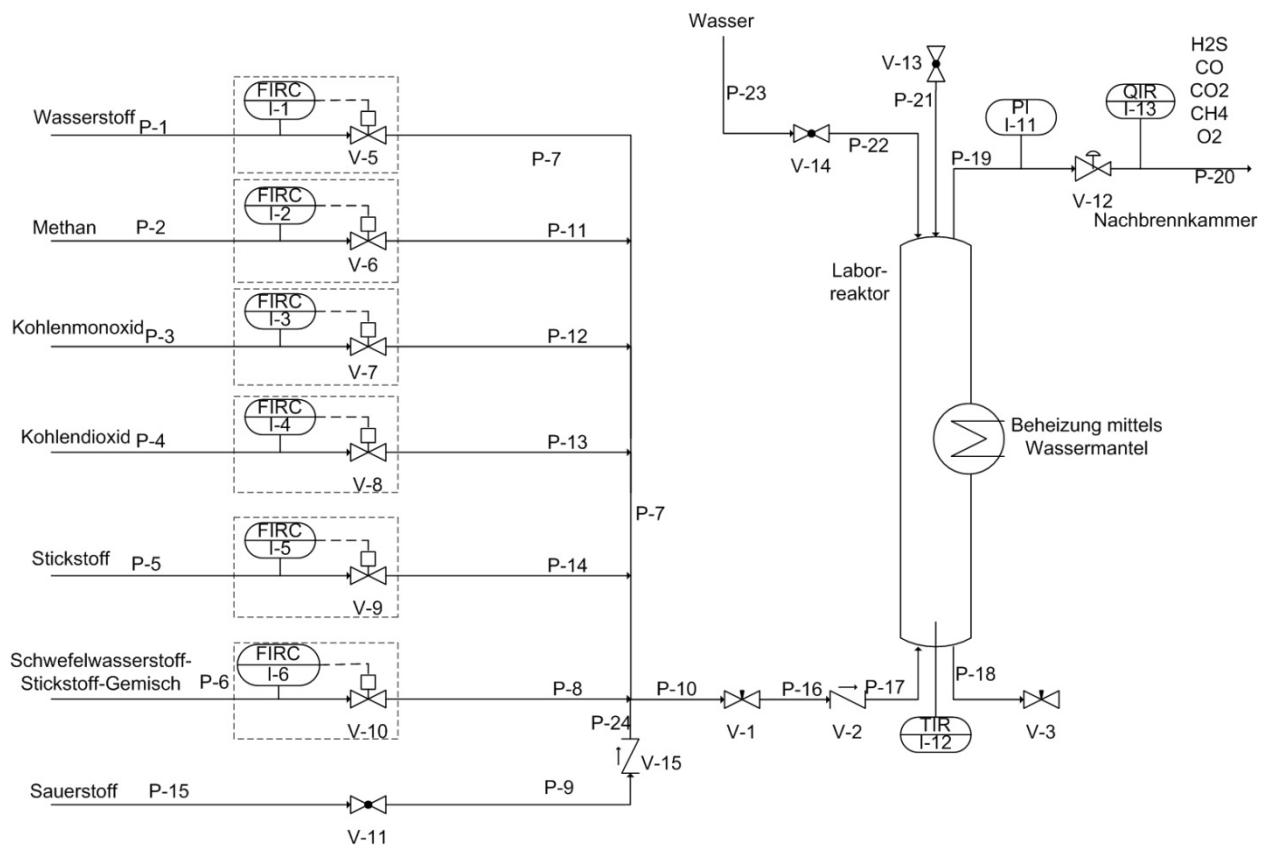 Wasserstoff
P-1
FIRC
I-1
V-5
P-7
Methan
P-2
FIRC
I-2
V-6
P-11
Kohlenmonoxid
P-3
FIRC
I-3
V-7
P-12
Kohlendioxid
P-4
FIRC
I-4
V-8
P-13
P-7
Stickstoff
P-5
FIRC
I-5
V-9
P-14
Schwefelwasserstoff-
Stickstoff-Gemisch
P-6
FIRC
I-6
V-10
P-8
P-24
V-15
Sauerstoff
P-15
V-11
P-9
P-10
V-1
P-16
V-2
P-17
TIR
I-12
P-18
V-3
Wasser
P-23
V-14
P-22
V-13
P-21
Labor-
reaktor
Beheizung mittels
Wassermantel
P-19
PI
I-11
V-12
QIR
I-13
H2S
CO
CO2
CH4
O2
P-20
Nachbrennkammer